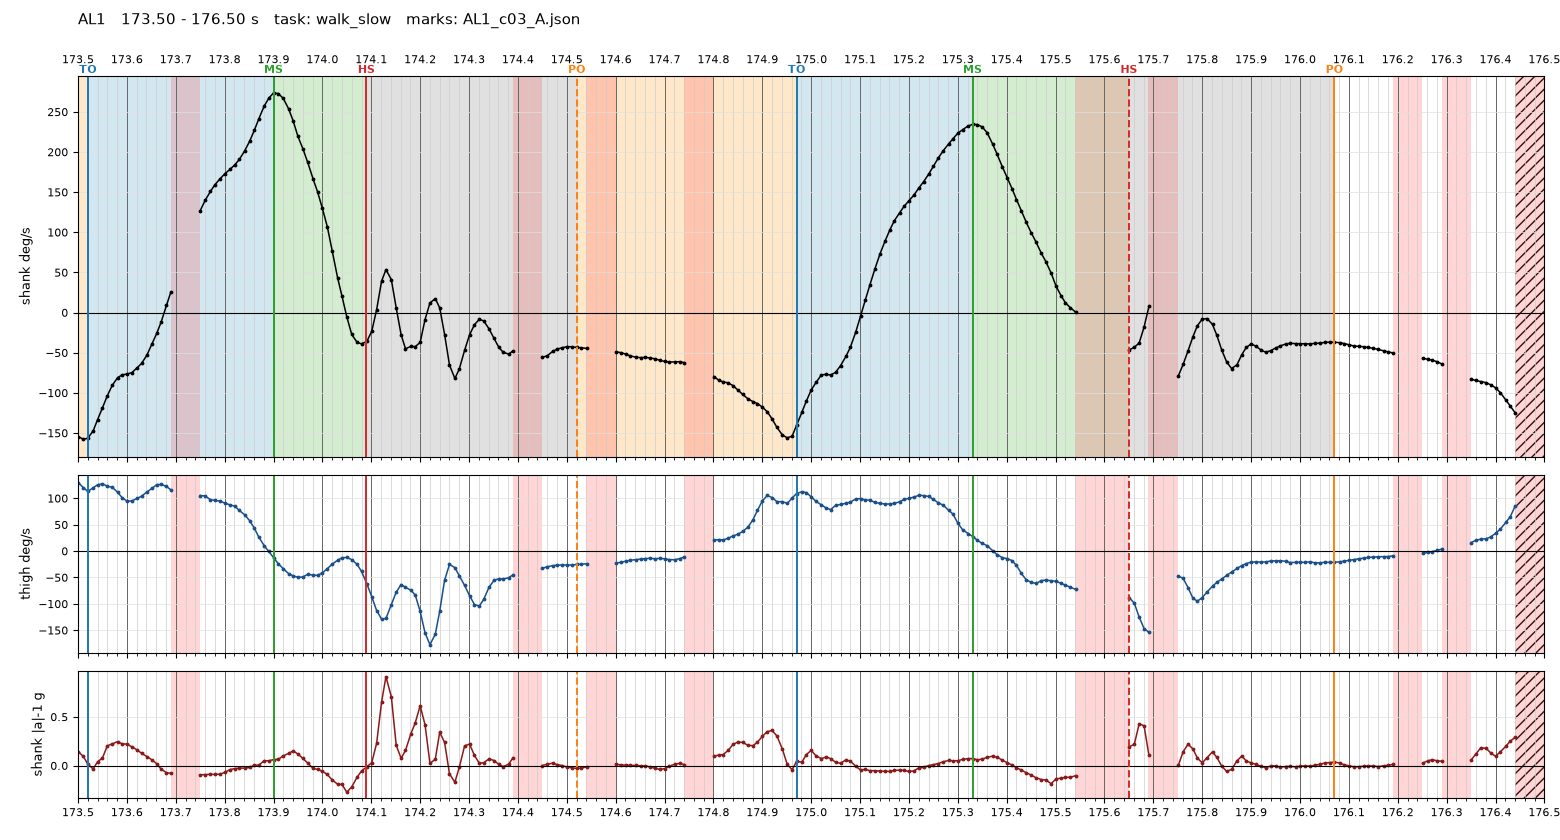 AL1   173.50 - 176.50 s   task: walk_slow   marks: AL1_c03_A.json
173.5 173.6 173.7 173.8 173.9 174.0 174.1 174.2 174.3 174.4 174.5 174.6 174.7 174.8 174.9 175.0 175.1 175.2 175.3 175.4 175.5 175.6 175.7 175.8 175.9 176.0 176.1 176.2 176.3 176.4 176.5
TO MS HS PO TO MS HS PO
shank deg/s
250
200
150
100
50
0
−50
−100
−150
thigh deg/s
100
50
0
−50
−100
−150
shank |a|-1 g
0.5
0.0
173.5 173.6 173.7 173.8 173.9 174.0 174.1 174.2 174.3 174.4 174.5 174.6 174.7 174.8 174.9 175.0 175.1 175.2 175.3 175.4 175.5 175.6 175.7 175.8 175.9 176.0 176.1 176.2 176.3 176.4 176.5